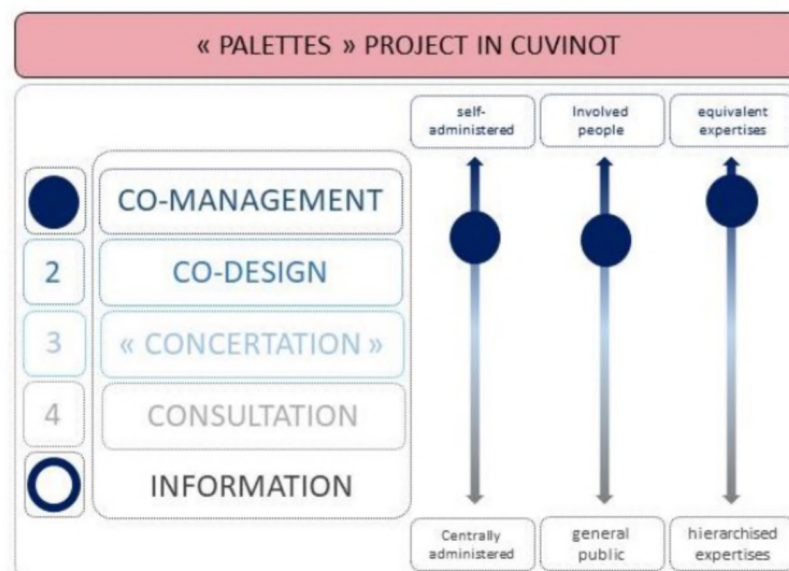 « PALETTES » PROJECT IN CUVINOT
self-
administered
Involved
people
equivalent
expertises
CO-MANAGEMENT
2
CO-DESIGN
3
« CONCERTATION »
4
CONSULTATION
INFORMATION
Centrally
administered
general
public
hierarchised
expertises